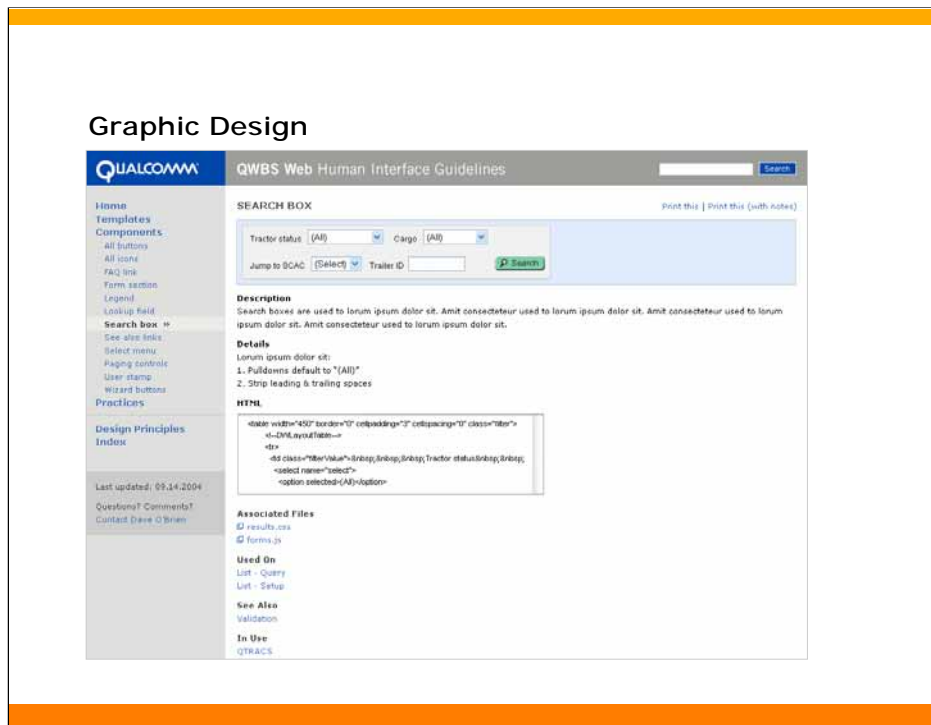 Graphic Design
QUALCOMM
QWBS Web Human Interface Guidelines
Search
Home
Templates
Components
All buttons
All icons
FAQ link
Form section
Legend
Lookup field
Search box »
See also links
Select menu
Paging controls
User stamp
Wizard buttons
Practices
Design Principles
Index
Last updated: 09.14.2004
Questions? Comments?
Contact Dave O'Brien
SEARCH BOX
Print this | Print this (with notes)
Tractor status (All) Cargo (All)
Jump to SCAC (Select) Trailer ID Search
Description
Search boxes are used to lorum ipsum dolor sit. Amit consecteteur used to lorum ipsum dolor sit. Amit consecteteur used to lorum
ipsum dolor sit. Amit consecteteur used to lorum ipsum dolor sit.
Details
Lorum ipsum dolor sit:
1. Pulldowns default to "(All)"
2. Strip leading & trailing spaces
HTML
<table width="450" border="0" cellpadding="3" cellspacing="0" class="filter">
<!--DWLayoutTable-->
<tr>
<td class="filterValue">&nbsp;&nbsp;&nbsp;Tractor status&nbsp;&nbsp;
<select name="select">
<option selected>(All)</option>
Associated Files
results.css
forms.js
Used On
List - Query
List - Setup
See Also
Validation
In Use
QTRACS